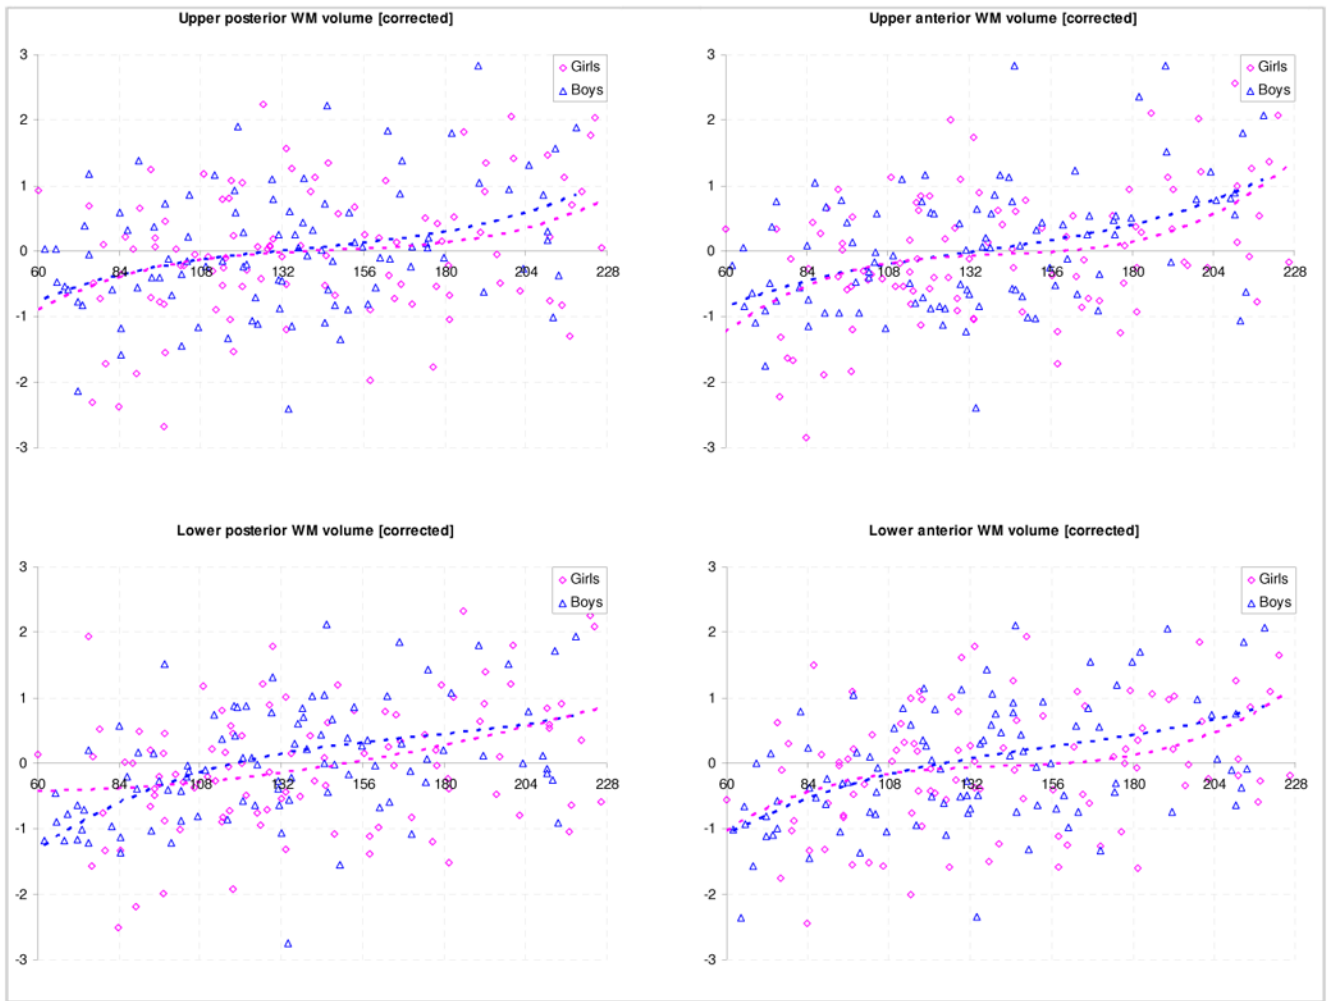 Upper posterior WM volume [corrected]
3
2
1
0
-1
-2
-3
60 84 108 132 156 180 204 228
Girls
Boys
Upper anterior WM volume [corrected]
3
2
1
0
-1
-2
-3
60 84 108 132 156 180 204 228
Girls
Boys
Lower posterior WM volume [corrected]
3
2
1
0
-1
-2
-3
60 84 108 132 156 180 204 228
Girls
Boys
Lower anterior WM volume [corrected]
3
2
1
0
-1
-2
-3
60 84 108 132 156 180 204 228
Girls
Boys